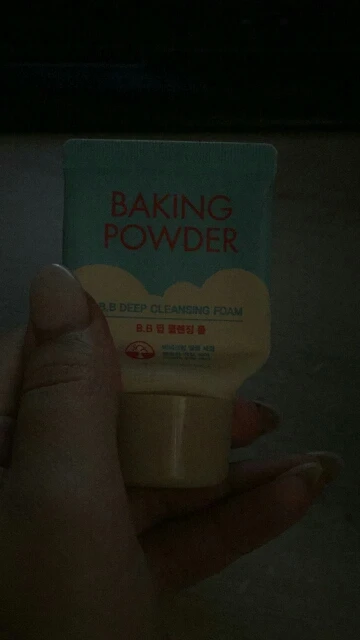 BAKING
POWDER
B.B DEEP CLEANSING FOAM
B.B 딥 클렌징 폼